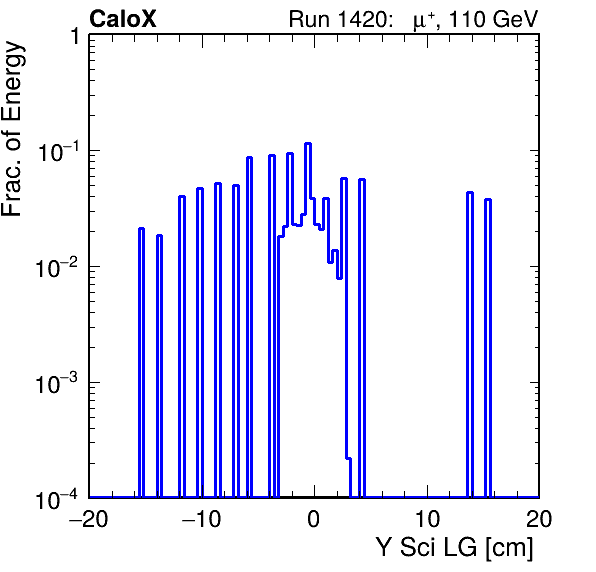 CaloX Run 1420: μ⁺, 110 GeV
Frac. of Energy
1
10⁻¹
10⁻²
10⁻³
10⁻⁴
−20 −10 0 10 20
Y Sci LG [cm]